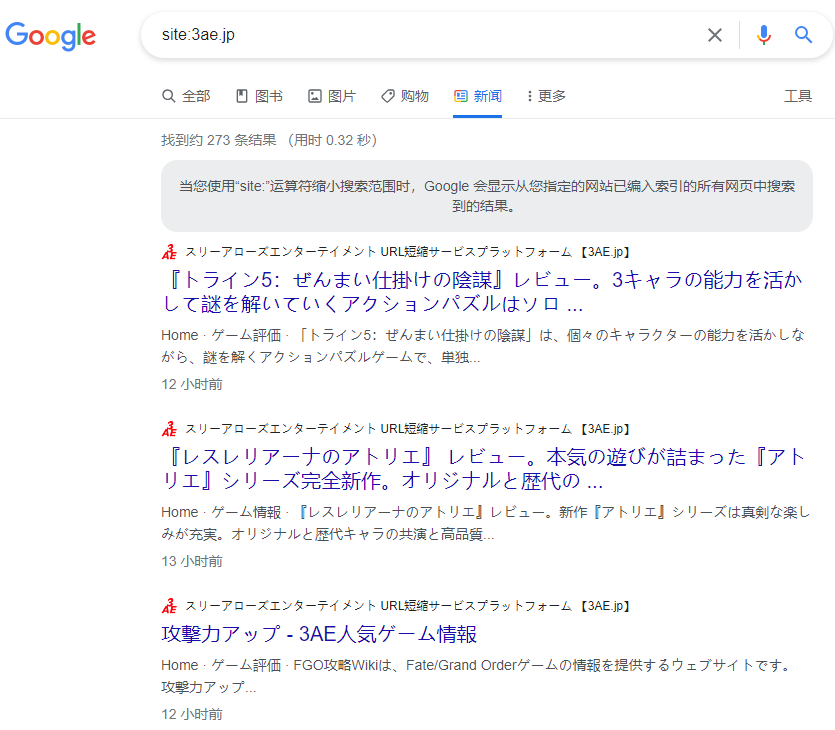 Google
site:3ae.jp
全部 图书 图片 购物 新闻 更多 工具
找到约 273 条结果 （用时 0.32 秒）
当您使用“site:”运算符缩小搜索范围时，Google 会显示从您指定的网站已编入索引的所有网页中搜索
到的结果。
3AE スリーアローズエンターテイメント URL短縮サービスプラットフォーム 【3AE.jp】
『トライン5：ぜんまい仕掛けの陰謀』レビュー。3キャラの能力を活か
して謎を解いていくアクションパズルはソロ ...
Home · ゲーム評価 · 「トライン5：ぜんまい仕掛けの陰謀」は、個々のキャラクターの能力を活かしな
がら、謎を解くアクションパズルゲームで、単独...
12 小时前
3AE スリーアローズエンターテイメント URL短縮サービスプラットフォーム 【3AE.jp】
『レスレリアーナのアトリエ』 レビュー。本気の遊びが詰まった『アト
リエ』シリーズ完全新作。オリジナルと歴代の ...
Home · ゲーム情報 · 『レスレリアーナのアトリエ』レビュー。新作『アトリエ』シリーズは真剣な楽し
みが充実。オリジナルと歴代キャラの共演と高品質...
13 小时前
3AE スリーアローズエンターテイメント URL短縮サービスプラットフォーム 【3AE.jp】
攻撃力アップ - 3AE人気ゲーム情報
Home · ゲーム評価 · FGO攻略Wikiは、Fate/Grand Orderゲームの情報を提供するウェブサイトです。
攻撃力アップ...
12 小时前